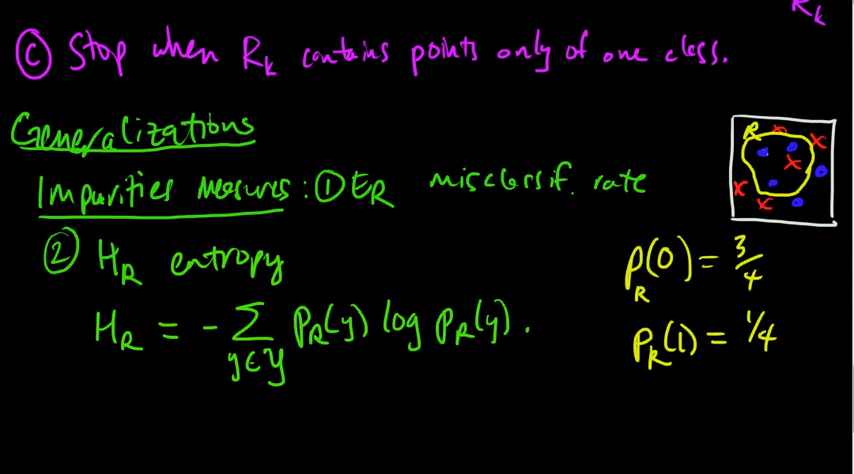 R_k
(c) Stop when R_k contains points only of one class.
Generalizations
Impurities measures : ① E_R misclassif. rate
② H_R entropy
H_R = - ∑_{y∈𝒴} P_R(y) log P_R(y) .
R
p_R(0) = 3/4
p_R(1) = 1/4